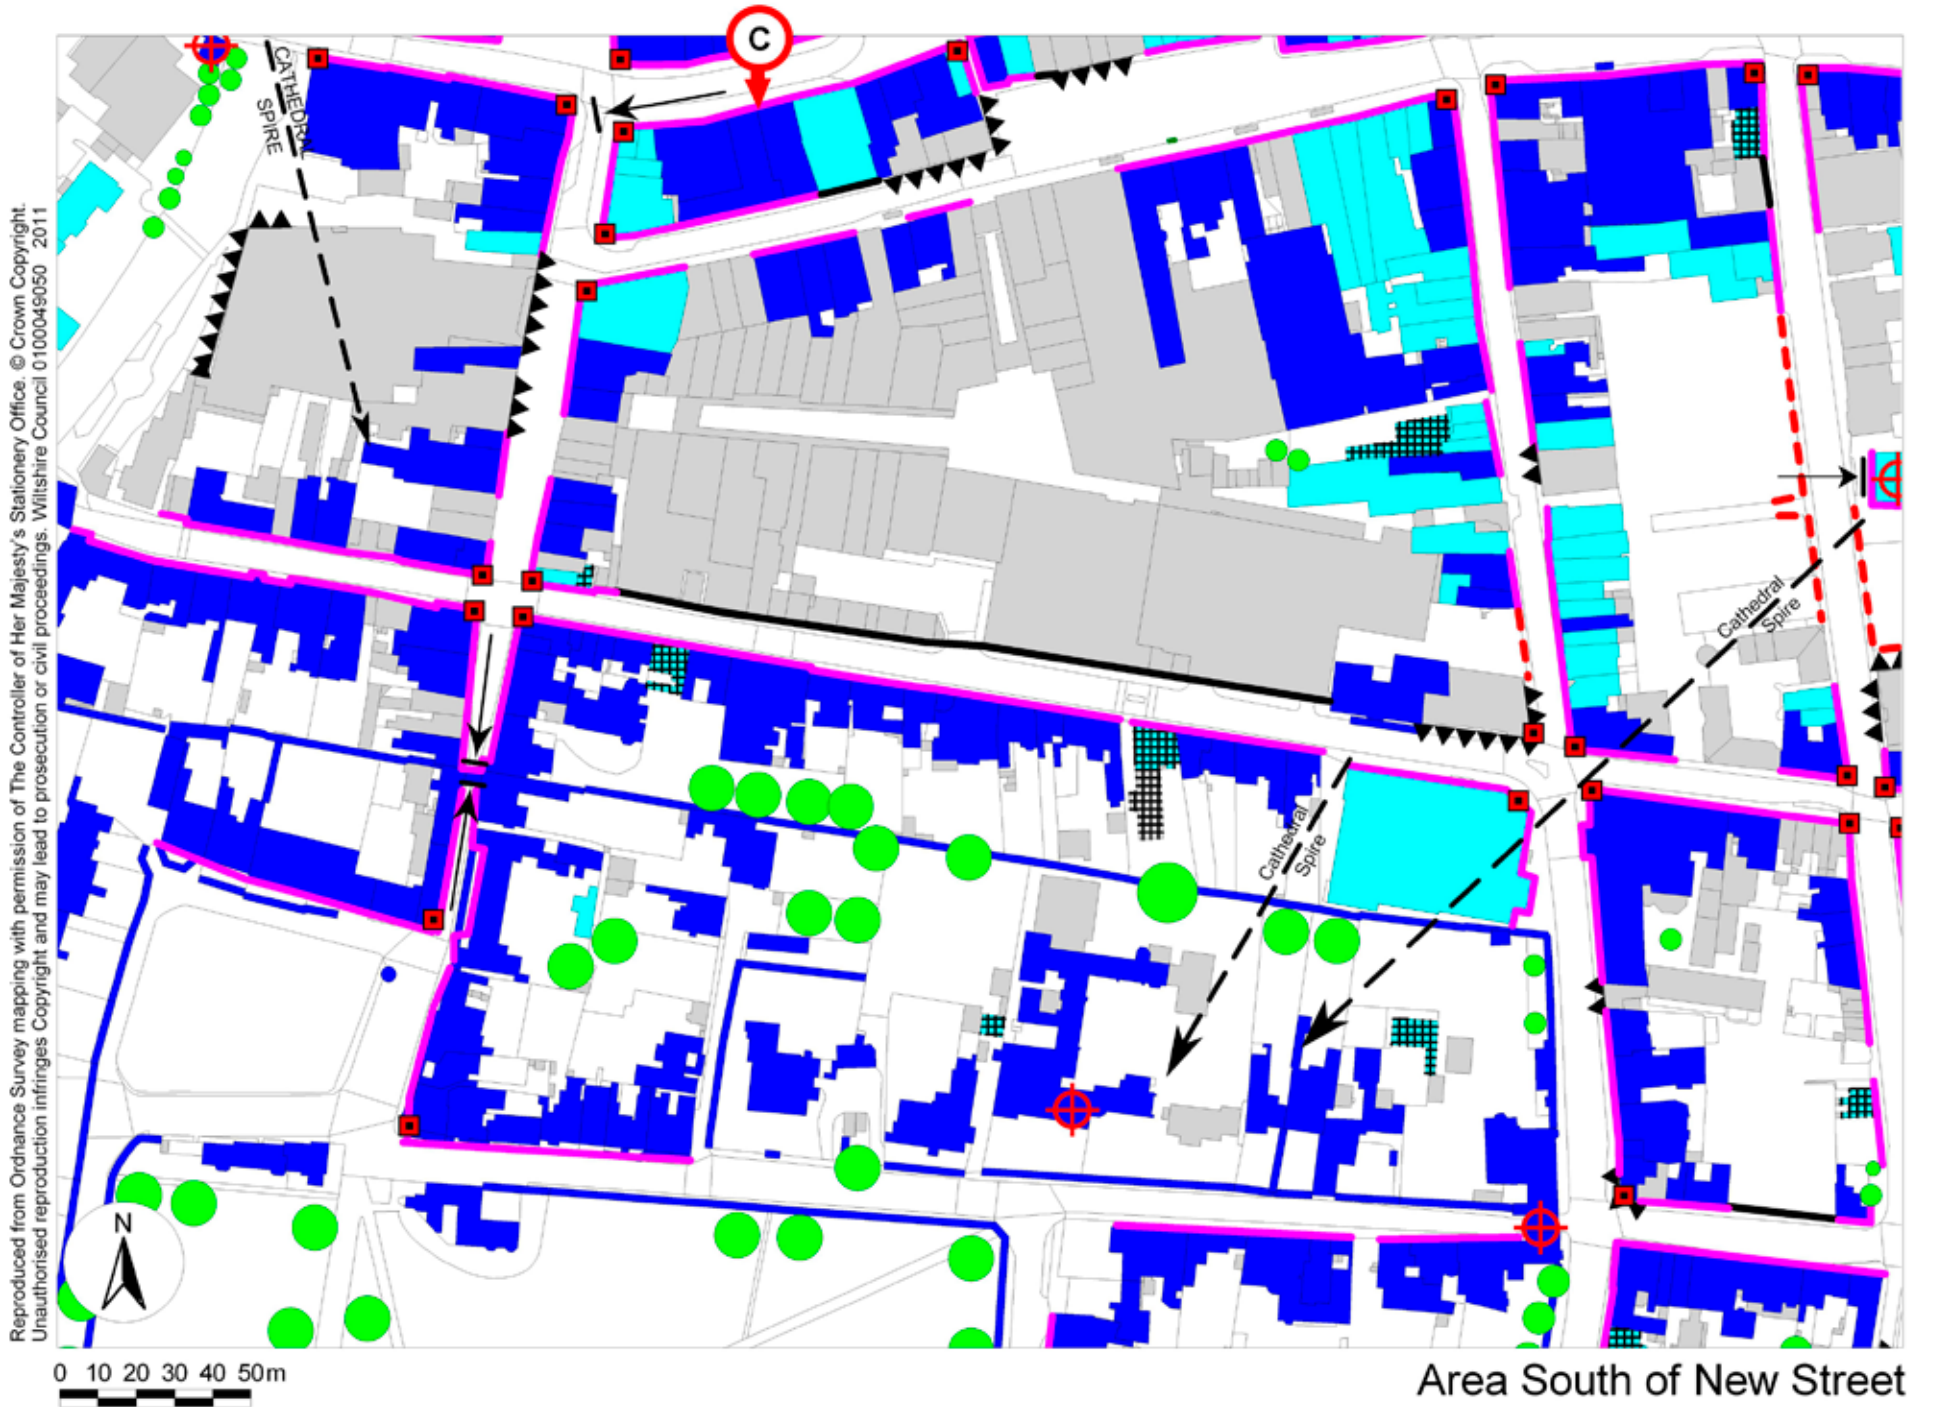 C
CATHEDRAL
SPIRE
Cathedral
Spire
Cathedral
Spire
N
Reproduced from Ordnance Survey mapping with permission of The Controller of Her Majesty's Stationery Office. © Crown Copyright.
Unauthorised reproduction infringes Copyright and may lead to prosecution or civil proceedings. Wiltshire Council 0100049050 2011
0 10 20 30 40 50m
Area South of New Street